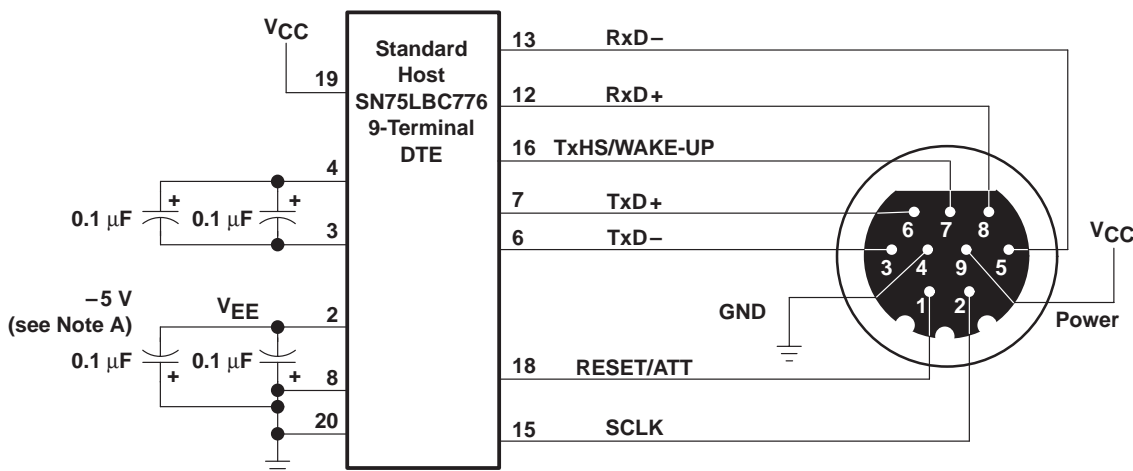 VCC
19
Standard
Host
SN75LBC776
9-Terminal
DTE
13 RxD–
12 RxD+
16 TxHS/WAKE-UP
4
7 TxD+
0.1 µF + 0.1 µF +
3
6 TxD–
6 7 8
3 4 9 5
1 2
VCC
Power
GND
–5 V
(see Note A)
VEE
2
0.1 µF + 0.1 µF +
8
18 RESET/ATT
20
15 SCLK